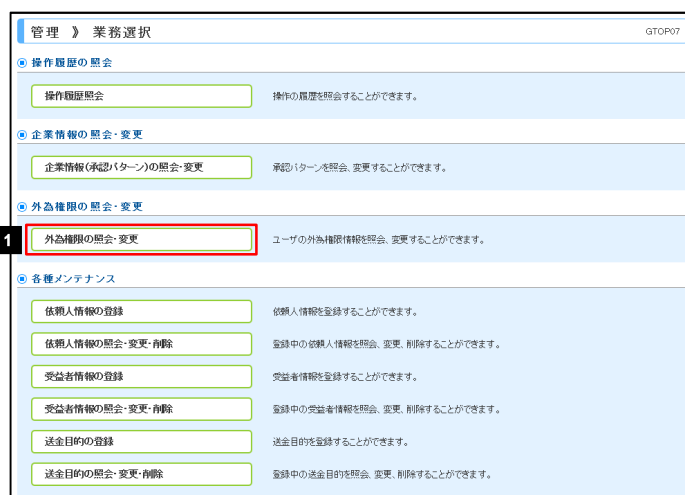 管理 》 業務選択 GTOP07
操作履歴の照会
操作履歴照会 操作の履歴を照会することができます。
企業情報の照会・変更
企業情報(承認パターン)の照会・変更 承認パターンを照会、変更することができます。
外為権限の照会・変更
1 外為権限の照会・変更 ユーザの外為権限情報を照会、変更することができます。
各種メンテナンス
依頼人情報の登録 依頼人情報を登録することができます。
依頼人情報の照会・変更・削除 登録中の依頼人情報を照会、変更、削除することができます。
受益者情報の登録 受益者情報を登録することができます。
受益者情報の照会・変更・削除 登録中の受益者情報を照会、変更、削除することができます。
送金目的の登録 送金目的を登録することができます。
送金目的の照会・変更・削除 登録中の送金目的を照会、変更、削除することができます。